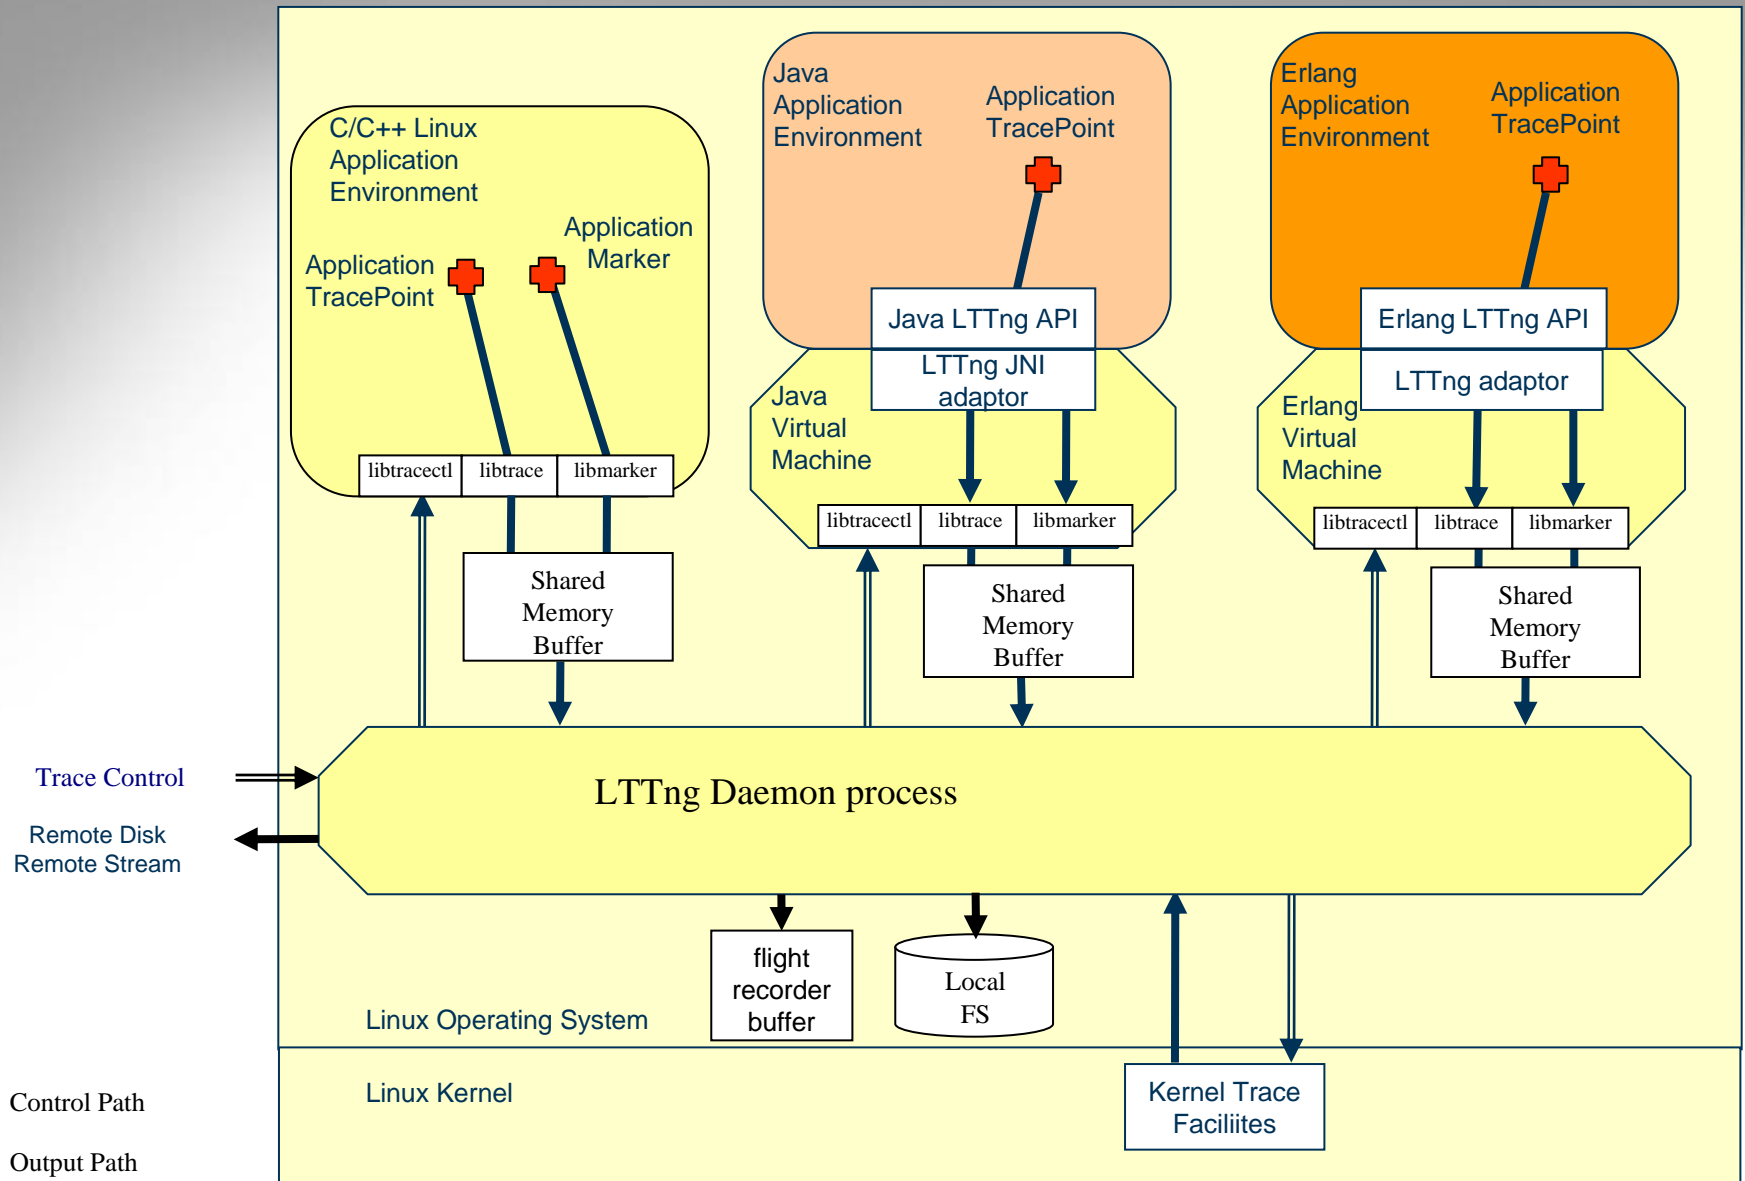 C/C++ Linux
Application
Environment
Application
TracePoint
Application
Marker
libtracectl
libtrace
libmarker
Shared
Memory
Buffer
Java
Application
Environment
Application
TracePoint
Java LTTng API
LTTng JNI
adaptor
Java
Virtual
Machine
libtracectl
libtrace
libmarker
Shared
Memory
Buffer
Erlang
Application
Environment
Application
TracePoint
Erlang LTTng API
LTTng adaptor
Erlang
Virtual
Machine
libtracectl
libtrace
libmarker
Shared
Memory
Buffer
Trace Control
Remote Disk
Remote Stream
LTTng Daemon process
flight
recorder
buffer
Local
FS
Linux Operating System
Linux Kernel
Kernel Trace
Faciliites
Control Path
Output Path